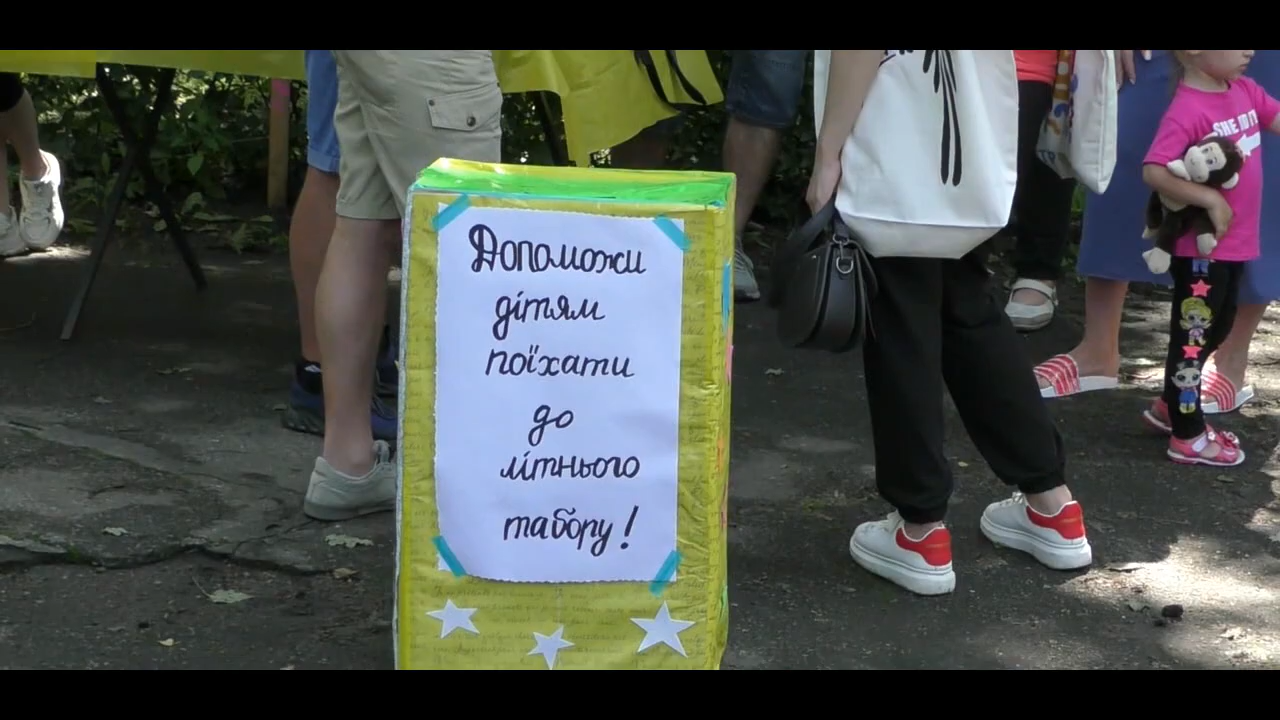 Допоможи
дітям
поїхати
до
літнього
табору!